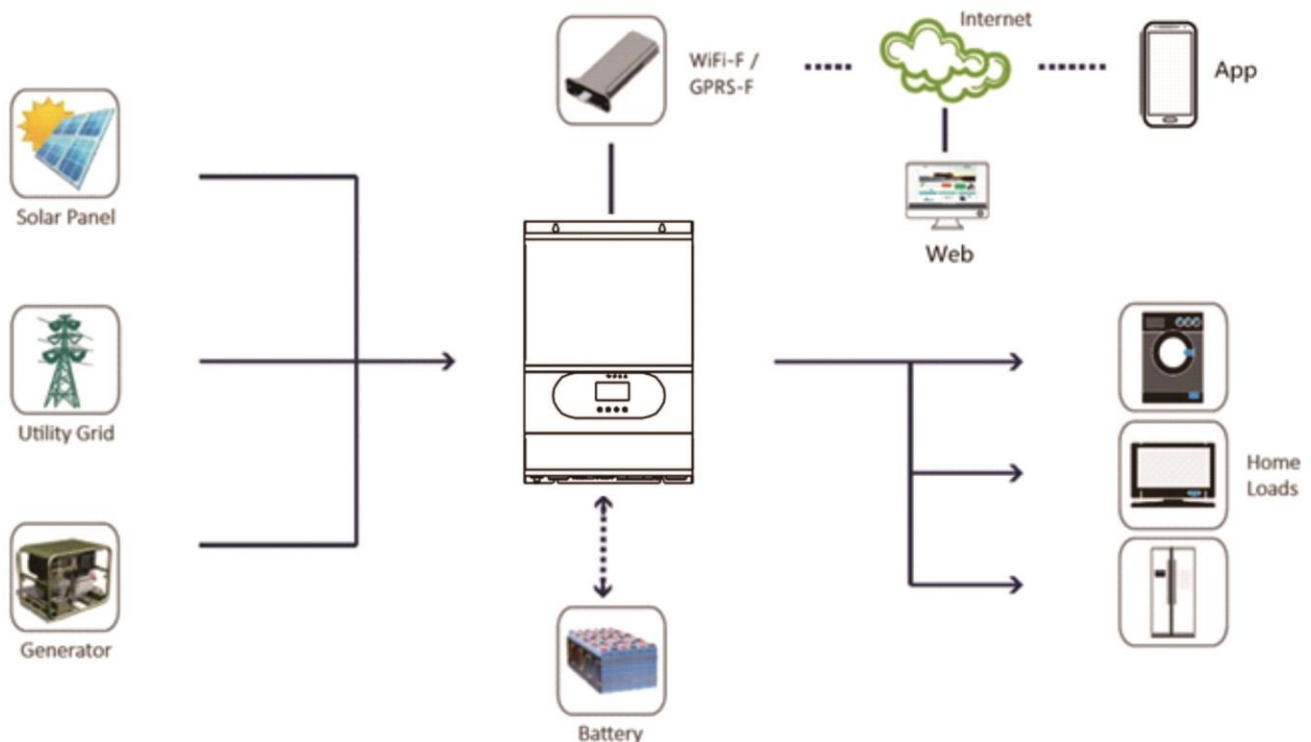 Internet
WiFi-F /
GPRS-F
App
Solar Panel
Web
Utility Grid
Home
Loads
Generator
Battery